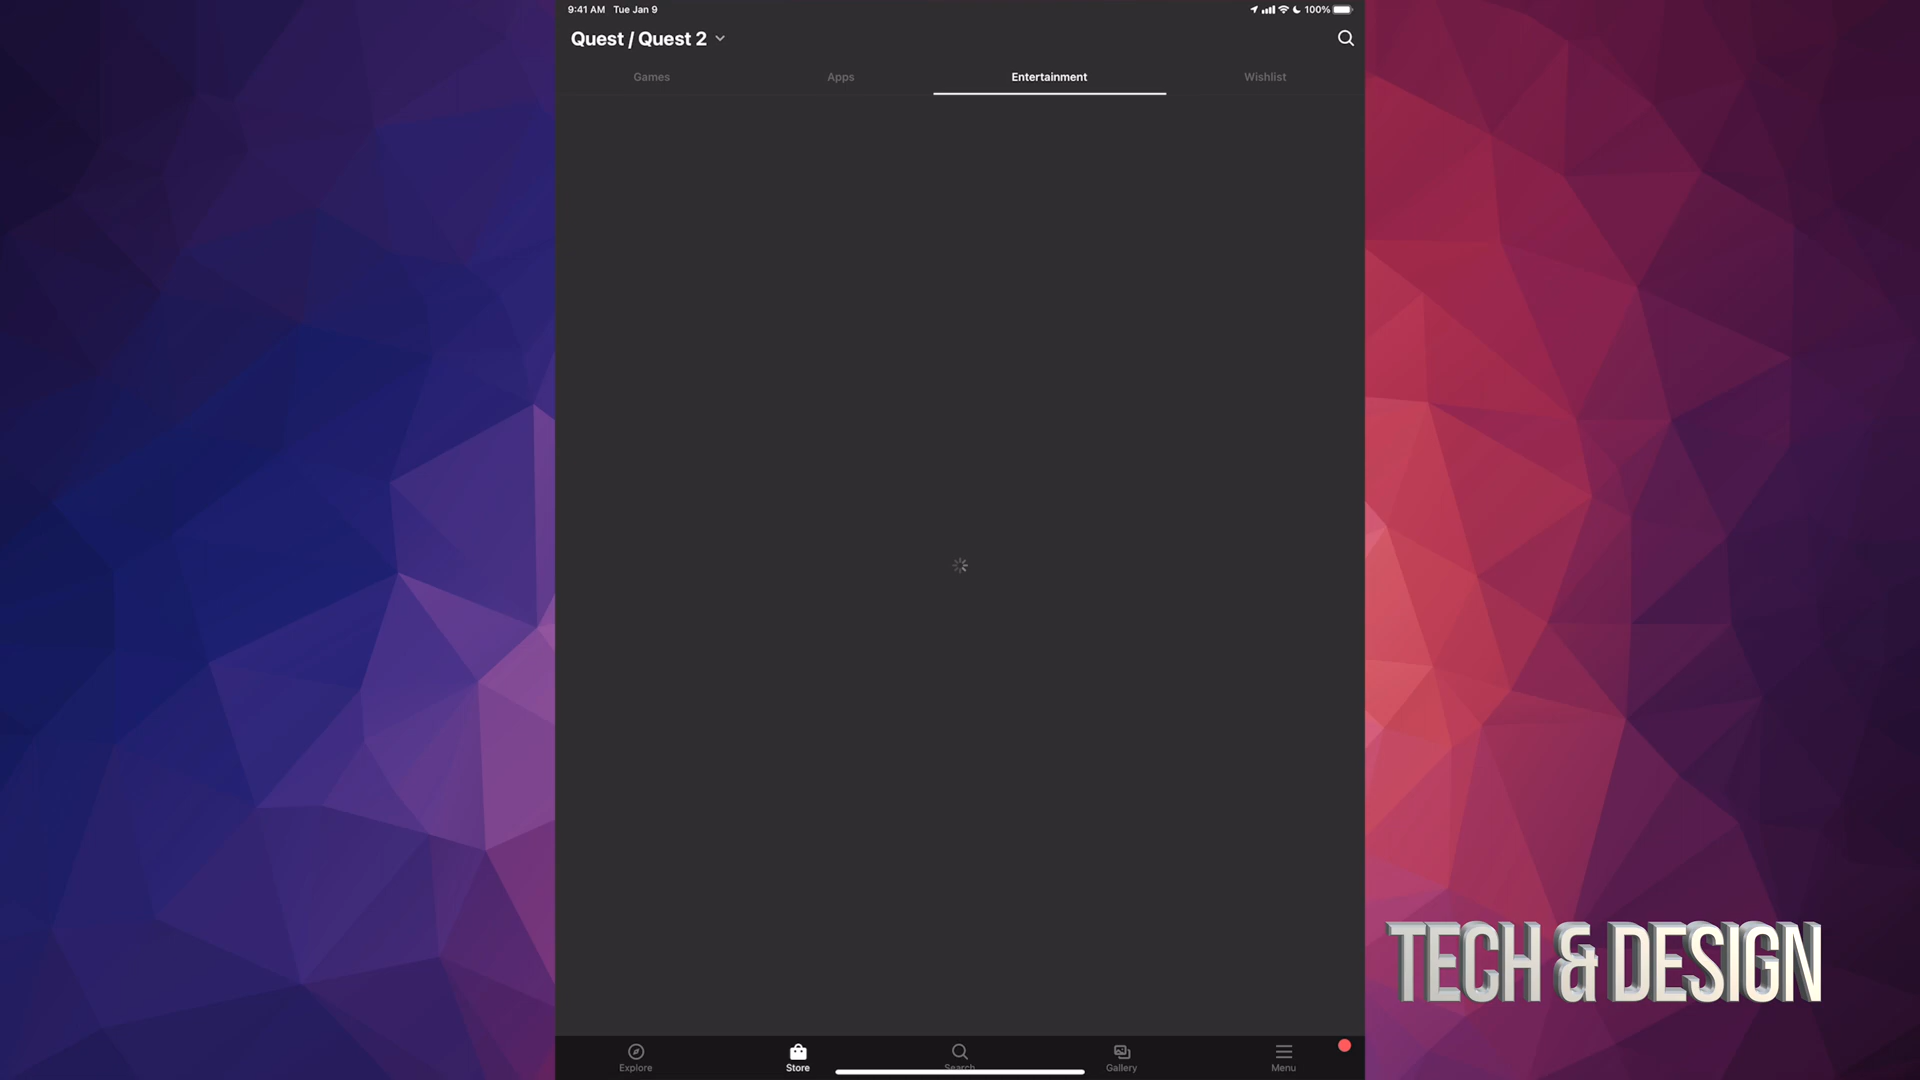 9:41 AM Tue Jan 9
100%
Quest / Quest 2
Games
Apps
Entertainment
Wishlist
TECH & DESIGN
Explore
Store
Search
Gallery
Menu